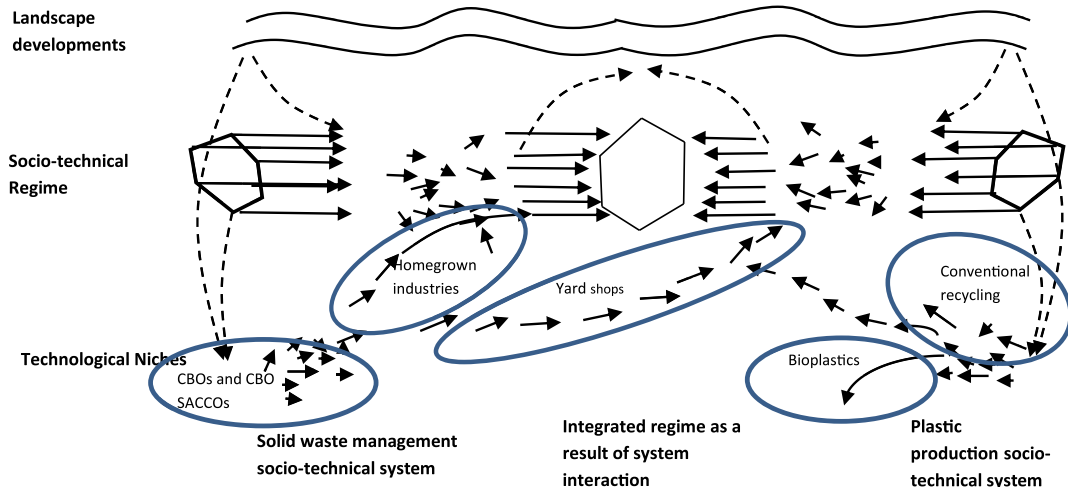 Landscape
developments
Socio-technical
Regime
Homegrown
industries
Yard shops
Conventional
recycling
Technological Niches
Bioplastics
CBOs and CBO
SACCOs
Solid waste management
socio-technical system
Integrated regime as a
result of system
interaction
Plastic
production socio-
technical system